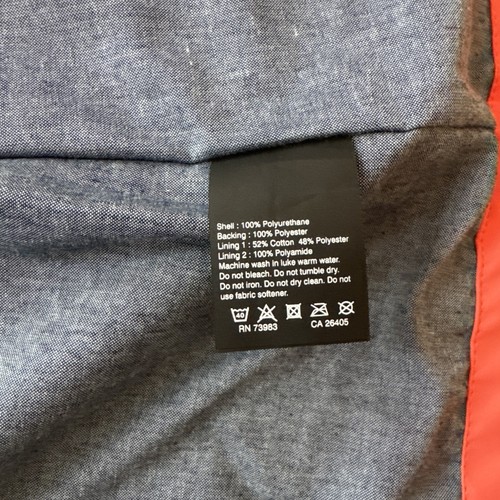 Shell : 100% Polyurethane
Backing : 100% Polyester
Lining 1 : 52% Cotton 48% Polyester
Lining 2 : 100% Polyamide
Machine wash in luke warm water.
Do not bleach. Do not tumble dry.
Do not iron. Do not dry clean. Do not
use fabric softener.
40
RN 73983 CA 26405